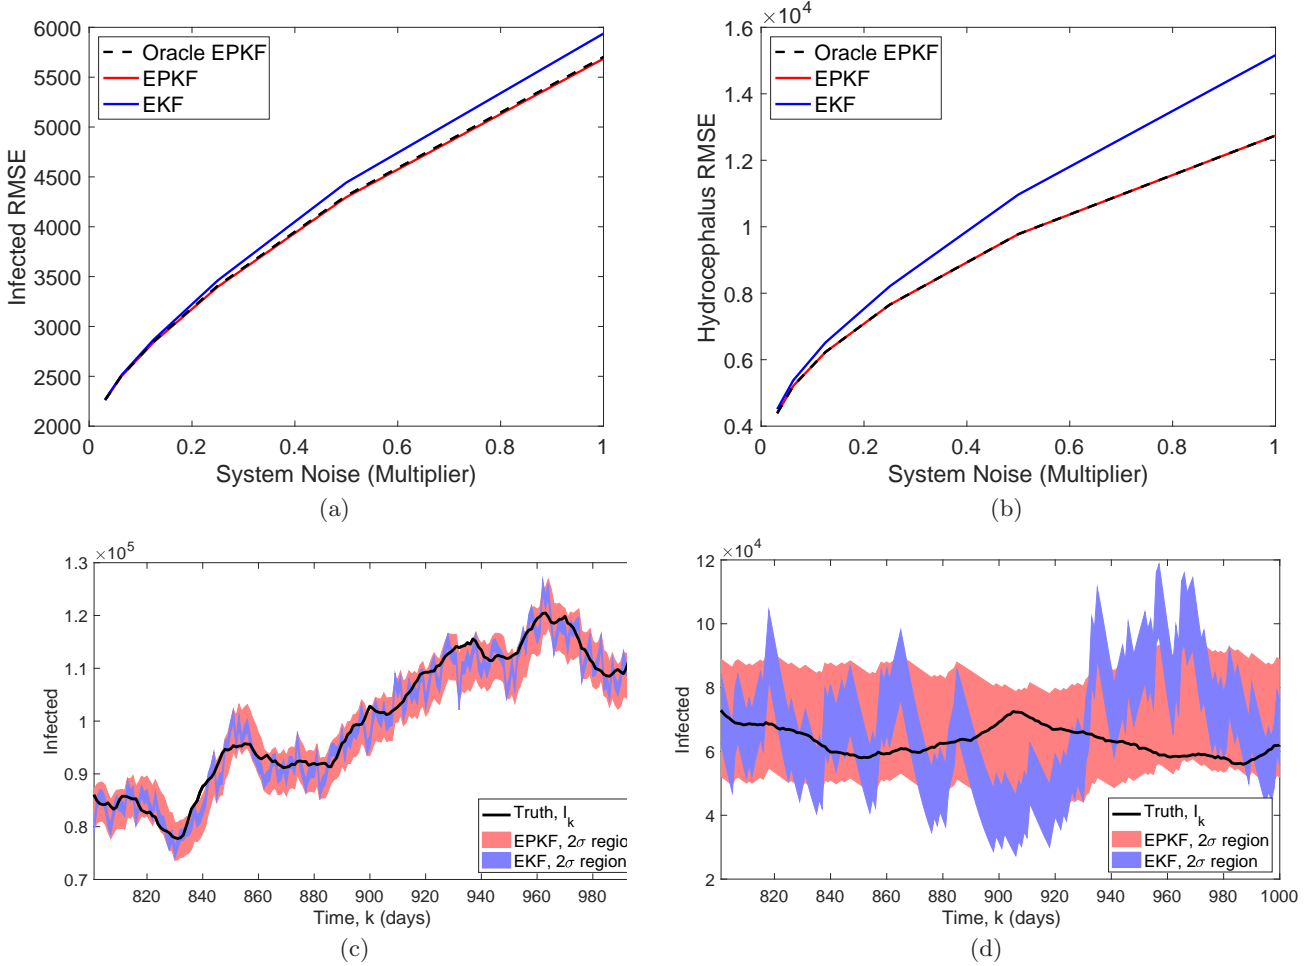 6000
5500
5000
4500
4000
3500
3000
2500
2000
Infected RMSE
Oracle EPKF
EPKF
EKF
0 0.2 0.4 0.6 0.8 1
System Noise (Multiplier)
(a)
×10⁴
1.6
1.4
1.2
1
0.8
0.6
0.4
Hydrocephalus RMSE
Oracle EPKF
EPKF
EKF
0 0.2 0.4 0.6 0.8 1
System Noise (Multiplier)
(b)
×10⁵
1.3
1.2
1.1
1
0.9
0.8
0.7
Infected
Truth, I_k
EPKF, 2σ region
EKF, 2σ region
820 840 860 880 900 920 940 960 980
Time, k (days)
(c)
×10⁴
12
10
8
6
4
2
Infected
Truth, I_k
EPKF, 2σ region
EKF, 2σ region
820 840 860 880 900 920 940 960 980 1000
Time, k (days)
(d)